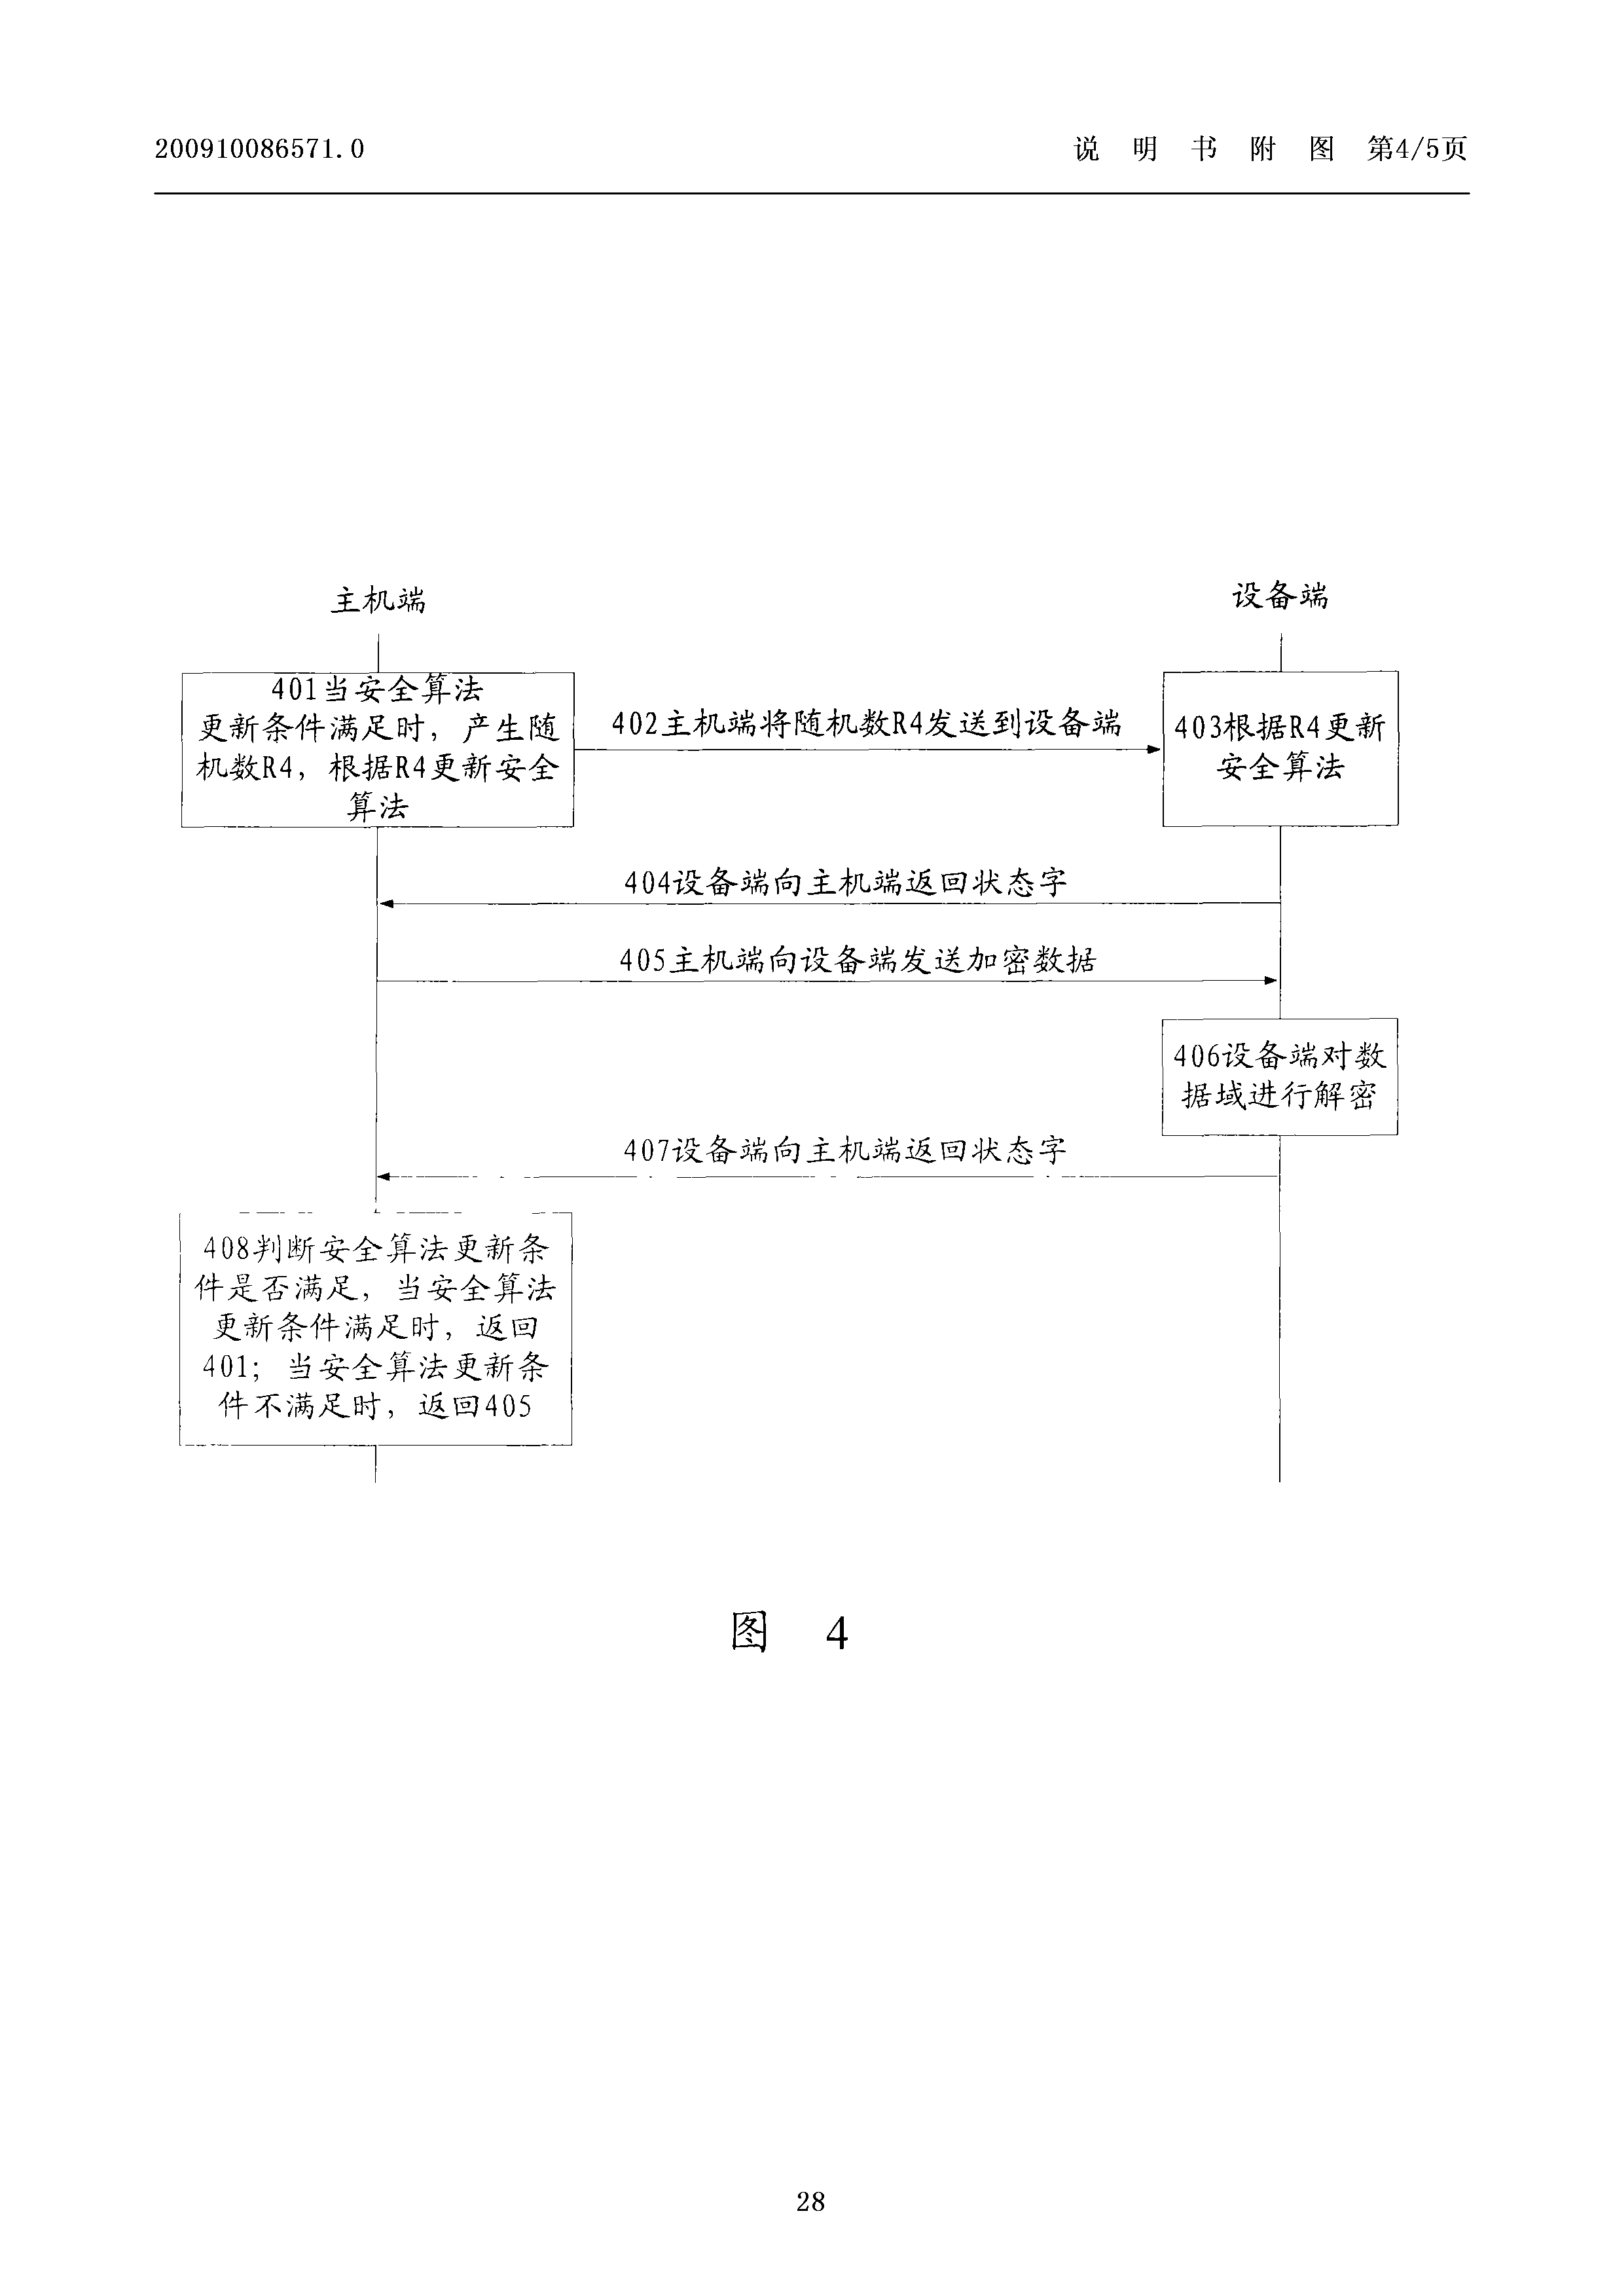 200910086571.0
说 明 书 附 图 第4/5页
主机端
设备端
401当安全算法
更新条件满足时，产生随
机数R4，根据R4更新安全
算法
402主机端将随机数R4发送到设备端
403根据R4更新
安全算法
404设备端向主机端返回状态字
405主机端向设备端发送加密数据
406设备端对数
据域进行解密
407设备端向主机端返回状态字
408判断安全算法更新条
件是否满足，当安全算法
更新条件满足时，返回
401；当安全算法更新条
件不满足时，返回405
图 4
28